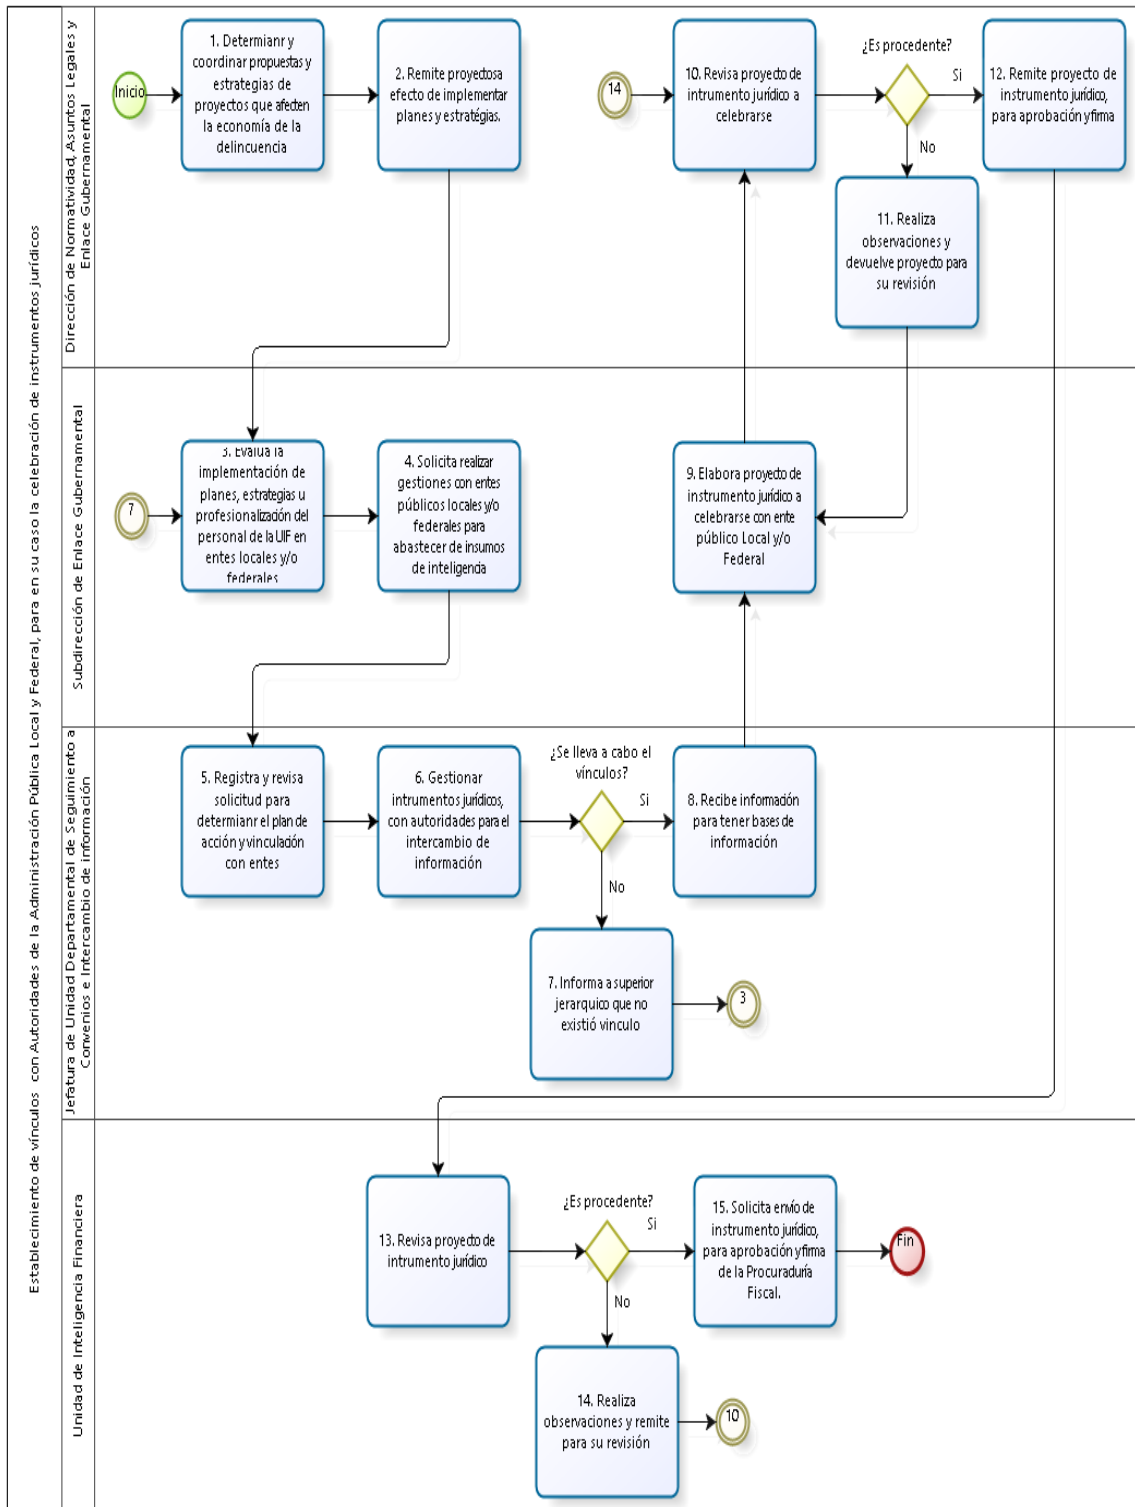 Establecimiento de vínculos con Autoridades de la Administración Pública Local y Federal, para en su caso la celebración de instrumentos jurídicos
Dirección de Normatividad, Asuntos Legales y
Enlace Gubernamental
Inicio
1. Determianr y
coordinar propuestas y
estrategias de
proyectos que afecten
la economía de la
delincuencia
2. Remite proyectosa
efecto de implementar
planes y estratégias.
14
10. Revisa proyecto de
intrumento jurídico a
celebrarse
¿Es procedente?
Si
No
12. Remite proyecto de
instrumento jurídico,
para aprobación y firma
11. Realiza
observaciones y
devuelve proyecto para
su revisión
Subdirección de Enlace Gubernamental
7
3. Evalúa la
implementación de
planes, estrategias u
profesionalización del
personal de la UIF en
entes locales y/o
federales
4. Solicita realizar
gestiones con entes
públicos locales y/o
federales para
abastecer de insumos
de inteligencia
9. Elabora proyecto de
instrumento jurídico a
celebrarse con ente
público Local y/o
Federal
Jefatura de Unidad Departamental de Seguimiento a
Convenios e Intercambio de información
5. Registra y revisa
solicitud para
determianr el plan de
acción y vinculación
con entes
6. Gestionar
intrumentos jurídicos,
con autoridades para el
intercambio de
información
¿Se lleva a cabo el
vínculos?
Si
No
8. Recibe información
para tener bases de
información
7. Informa a superior
jerarquico que no
existió vinculo
3
Unidad de Inteligencia Financiera
13. Revisa proyecto de
intrumento jurídico
¿Es procedente?
Si
No
15. Solicita envío de
instrumento jurídico,
para aprobación y firma
de la Procuraduría
Fiscal.
Fin
14. Realiza
observaciones y remite
para su revisión
10